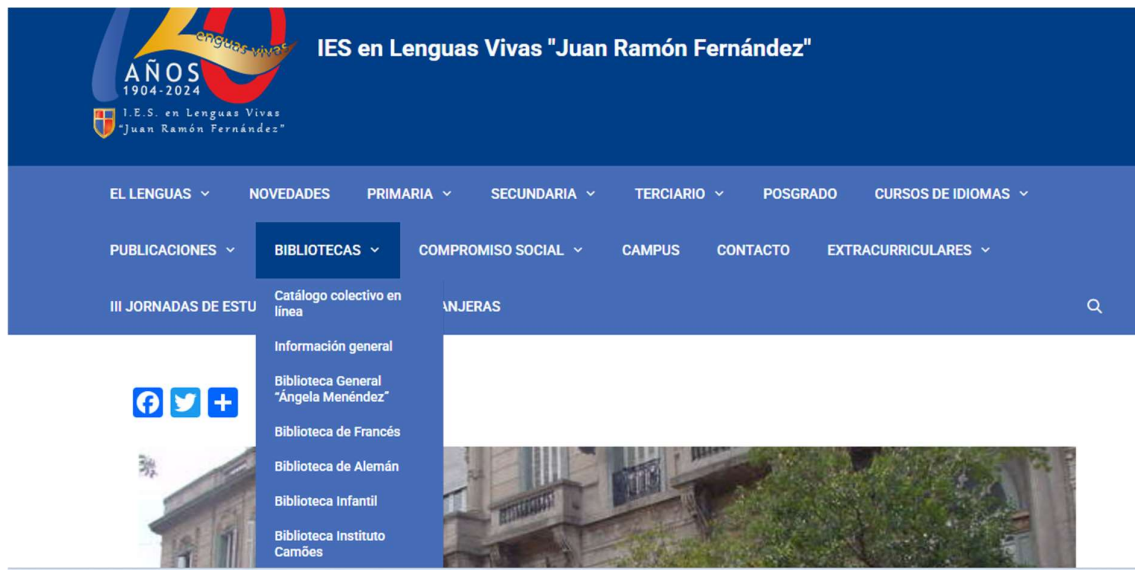 enguas vivas
AÑOS
1904-2024
I.E.S. en Lenguas Vivas
"Juan Ramón Fernández"
IES en Lenguas Vivas "Juan Ramón Fernández"
EL LENGUAS NOVEDADES PRIMARIA SECUNDARIA TERCIARIO POSGRADO CURSOS DE IDIOMAS
PUBLICACIONES BIBLIOTECAS COMPROMISO SOCIAL CAMPUS CONTACTO EXTRACURRICULARES
III JORNADAS DE ESTU ANJERAS
Catálogo colectivo en
línea
Información general
Biblioteca General
“Ángela Menéndez”
Biblioteca de Francés
Biblioteca de Alemán
Biblioteca Infantil
Biblioteca Instituto
Camões